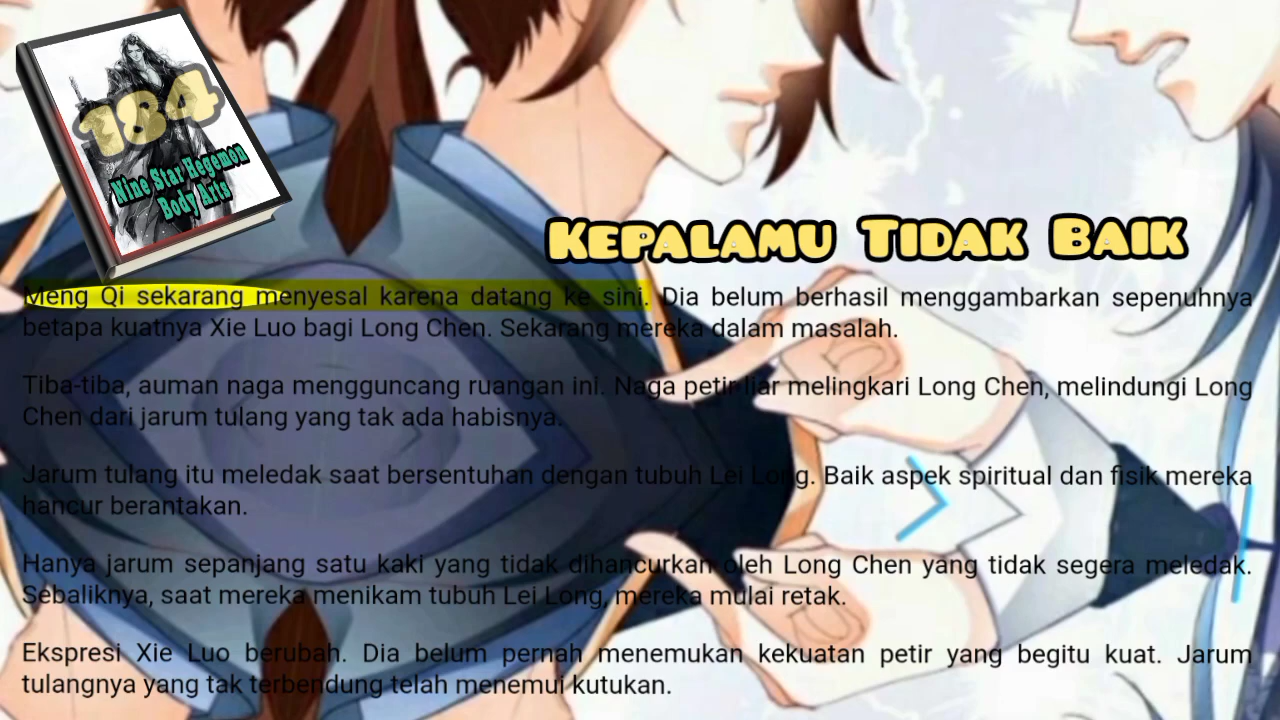 184
Nine Star Hegemon
Body Arts
Kepalamu Tidak Baik
Meng Qi sekarang menyesal karena datang ke sini. Dia belum berhasil menggambarkan sepenuhnya
betapa kuatnya Xie Luo bagi Long Chen. Sekarang mereka dalam masalah.
Tiba-tiba, auman naga mengguncang ruangan ini. Naga petir liar melingkari Long Chen, melindungi Long
Chen dari jarum tulang yang tak ada habisnya.
Jarum tulang itu meledak saat bersentuhan dengan tubuh Lei Long. Baik aspek spiritual dan fisik mereka
hancur berantakan.
Hanya jarum sepanjang satu kaki yang tidak dihancurkan oleh Long Chen yang tidak segera meledak.
Sebaliknya, saat mereka menikam tubuh Lei Long, mereka mulai retak.
Ekspresi Xie Luo berubah. Dia belum pernah menemukan kekuatan petir yang begitu kuat. Jarum
tulangnya yang tak terbendung telah menemui kutukan.